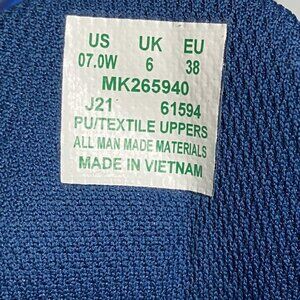 US UK EU
07.0W 6 38
MK265940
J21 61594
PU/TEXTILE UPPERS
ALL MAN MADE MATERIALS
MADE IN VIETNAM